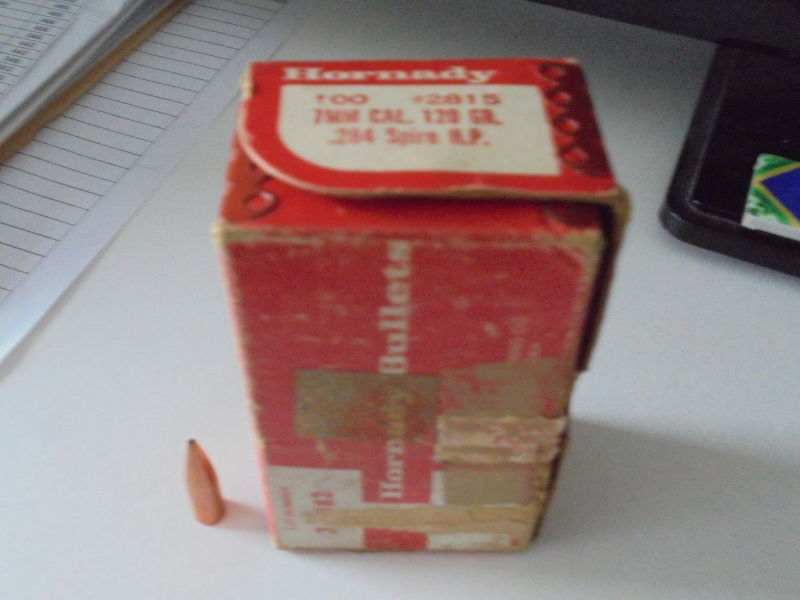 Hornady
100 #2815
7MM CAL. 120 GR.
.284 Spire H.P.
Hornady Bullets